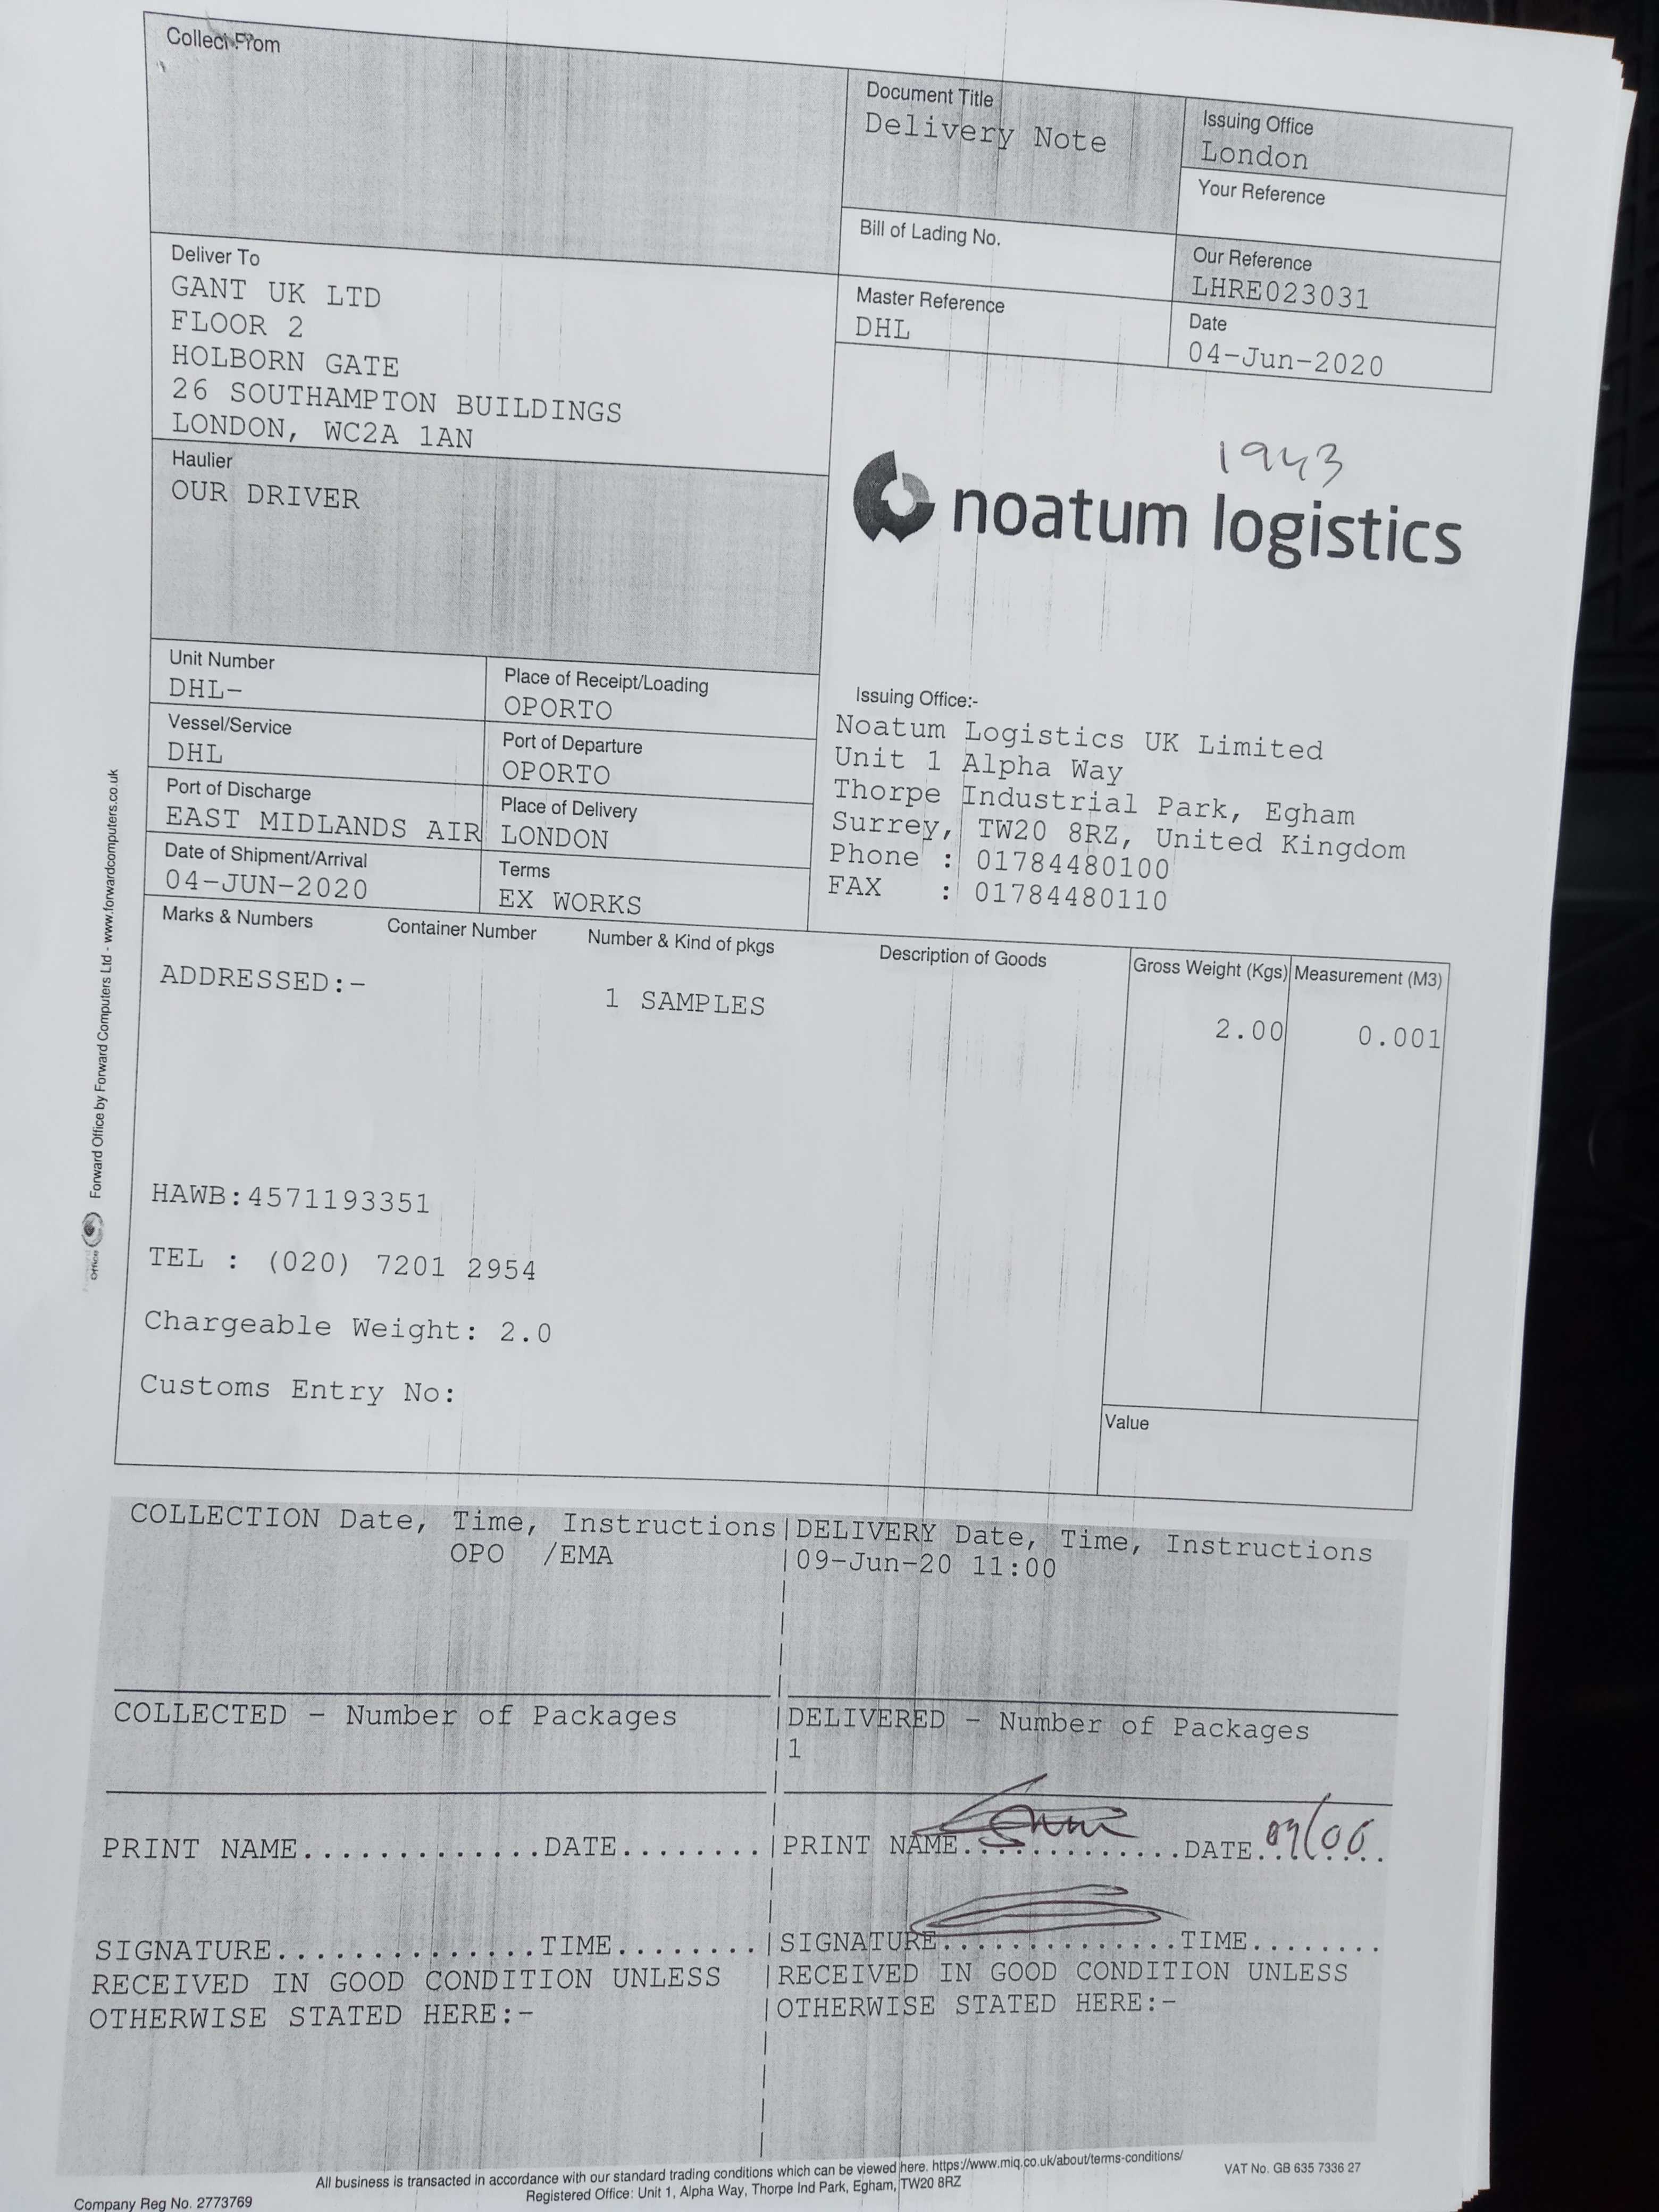 Collect From
Document Title
Delivery Note
Issuing Office
London
Your Reference
Bill of Lading No.
Our Reference
LHRE023031
Master Reference
DHL
Date
04-Jun-2020
Deliver To
GANT UK LTD
FLOOR 2
HOLBORN GATE
26 SOUTHAMPTON BUILDINGS
LONDON, WC2A 1AN
Haulier
OUR DRIVER
1943
noatum logistics
Unit Number
DHL-
Place of Receipt/Loading
OPORTO
Vessel/Service
DHL
Port of Departure
OPORTO
Port of Discharge
EAST MIDLANDS AIR
Place of Delivery
LONDON
Date of Shipment/Arrival
04-JUN-2020
Terms
EX WORKS
Issuing Office:-
Noatum Logistics UK Limited
Unit 1 Alpha Way
Thorpe Industrial Park, Egham
Surrey, TW20 8RZ, United Kingdom
Phone : 01784480100
FAX : 01784480110
Marks & Numbers Container Number Number & Kind of pkgs Description of Goods Gross Weight (Kgs) Measurement (M3)
ADDRESSED:- 1 SAMPLES 2.00 0.001
HAWB:4571193351
TEL : (020) 7201 2954
Chargeable Weight: 2.0
Customs Entry No:
Value
COLLECTION Date, Time, Instructions
OPO /EMA
DELIVERY Date, Time, Instructions
09-Jun-20 11:00
COLLECTED - Number of Packages
DELIVERED - Number of Packages
1
PRINT NAME.............DATE........
PRINT NAME.............DATE........
09/06
SIGNATURE...............TIME........
SIGNATURE...............TIME........
RECEIVED IN GOOD CONDITION UNLESS
OTHERWISE STATED HERE:-
RECEIVED IN GOOD CONDITION UNLESS
OTHERWISE STATED HERE:-
All business is transacted in accordance with our standard trading conditions which can be viewed here. https://www.miq.co.uk/about/terms-conditions/
VAT No. GB 635 7336 27
Company Reg No. 2773769
Registered Office: Unit 1, Alpha Way, Thorpe Ind Park, Egham, TW20 8RZ
Office
Forward Office by Forward Computers Ltd - www.forwardcomputers.co.uk